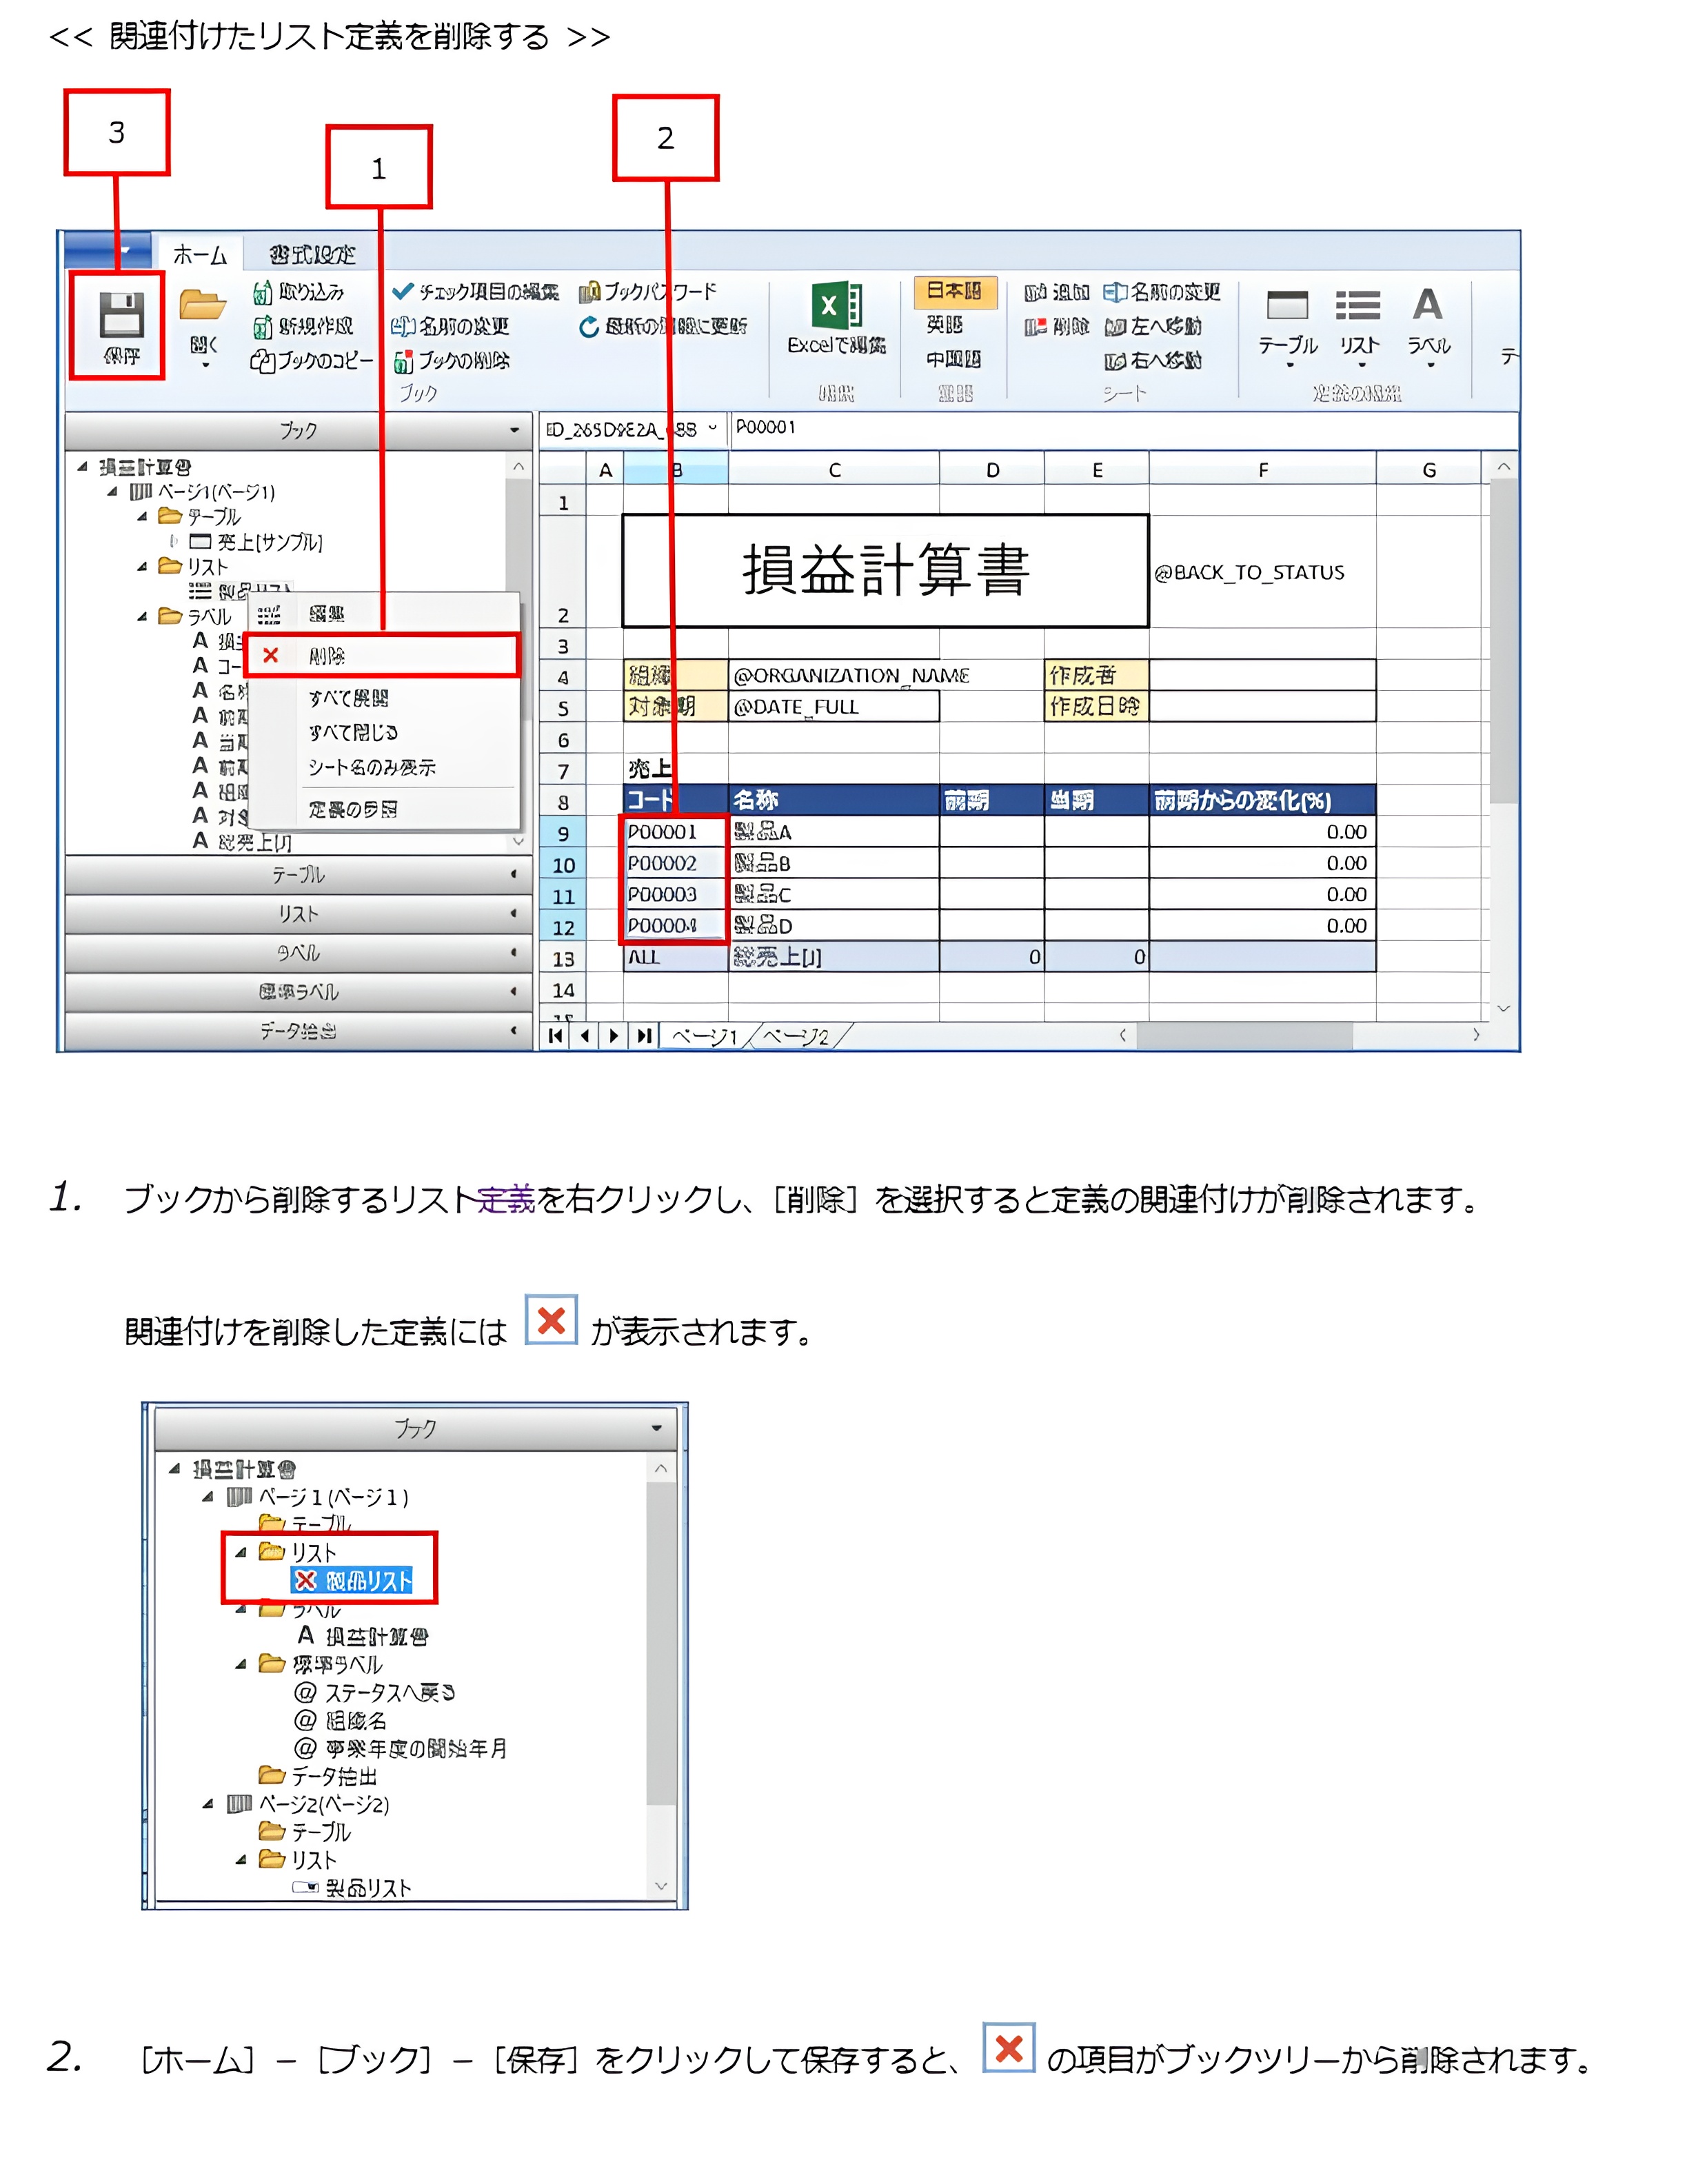 << 関連付けたリスト定義を削除する >>
3
1
2
ホーム 書式設定
保存
開く
取り込み
新規作成
ブックのコピー
チェック項目の編集
名前の変更
ブックの削除
ブックパスワード
最新の情報に更新
ブック
Excelで編集
編集
日本語
英語
中国語
言語
追加
削除
名前の変更
左へ移動
右へ移動
シート
テーブル リスト ラベル
定義の編集
テ
ブック
損益計算書
ページ1(ページ1)
テーブル
売上[サンプル]
リスト
製品リスト
ラベル
編集
削除
すべて展開
すべて閉じる
シート名のみ表示
定義の参照
総売上[J]
テーブル
リスト
ラベル
標準ラベル
データ抽出
P00001
A B C D E F G
1
2 損益計算書 @BACK_TO_STATUS
3
4 組織 @ORGANIZATION_NAME 作成者
5 対象期 @DATE_FULL 作成日時
6
7 売上
8 コード 名称 前期 当期 前期からの変化(%)
9 P00001 製品A 0.00
10 P00002 製品B 0.00
11 P00003 製品C 0.00
12 P00004 製品D 0.00
13 ALL 総売上[J] 0 0
14
ページ1 ページ2
1. ブックから削除するリスト定義を右クリックし、[削除] を選択すると定義の関連付けが削除されます。
関連付けを削除した定義には が表示されます。
ブック
損益計算書
ページ1(ページ1)
テーブル
リスト
製品リスト
ラベル
A 損益計算書
標準ラベル
@ ステータスへ戻る
@ 組織名
@ 事業年度の開始年月
データ抽出
ページ2(ページ2)
テーブル
リスト
製品リスト
2. [ホーム] – [ブック] – [保存] をクリックして保存すると、 の項目がブックツリーから削除されます。